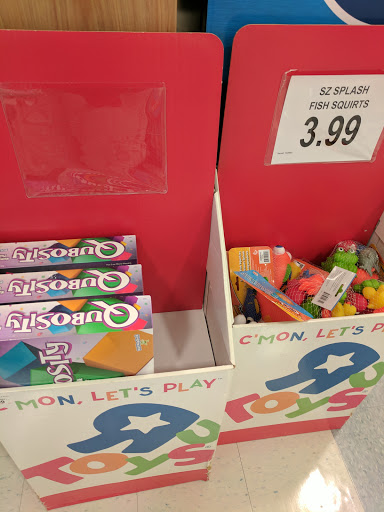 SZ SPLASH
FISH SQUIRTS
3.99
QUBOSITY
QUBOSITY
QUBOSITY
OSITY
C'MON, LET'S PLAY
C'MON, LET'S PLAY
Toys R us
Toys R us